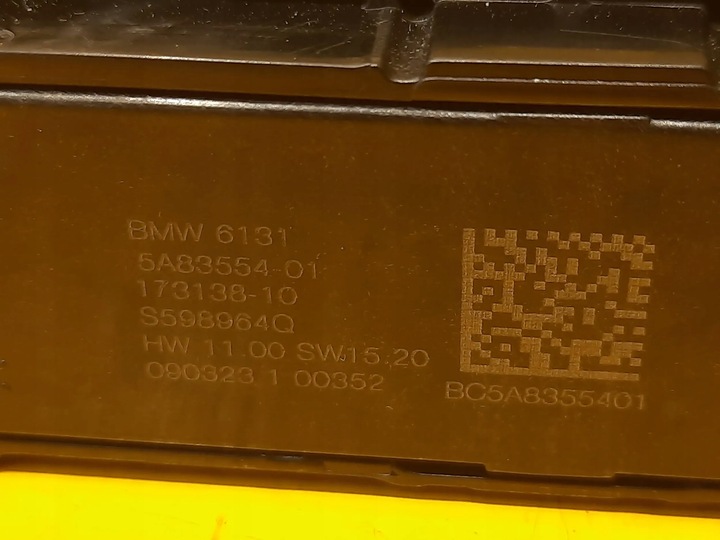 BMW 6131
5A83554-01
173138-10
S598964Q
HW 11.00 SW15.20
090323 1 00352
BC5A8355401